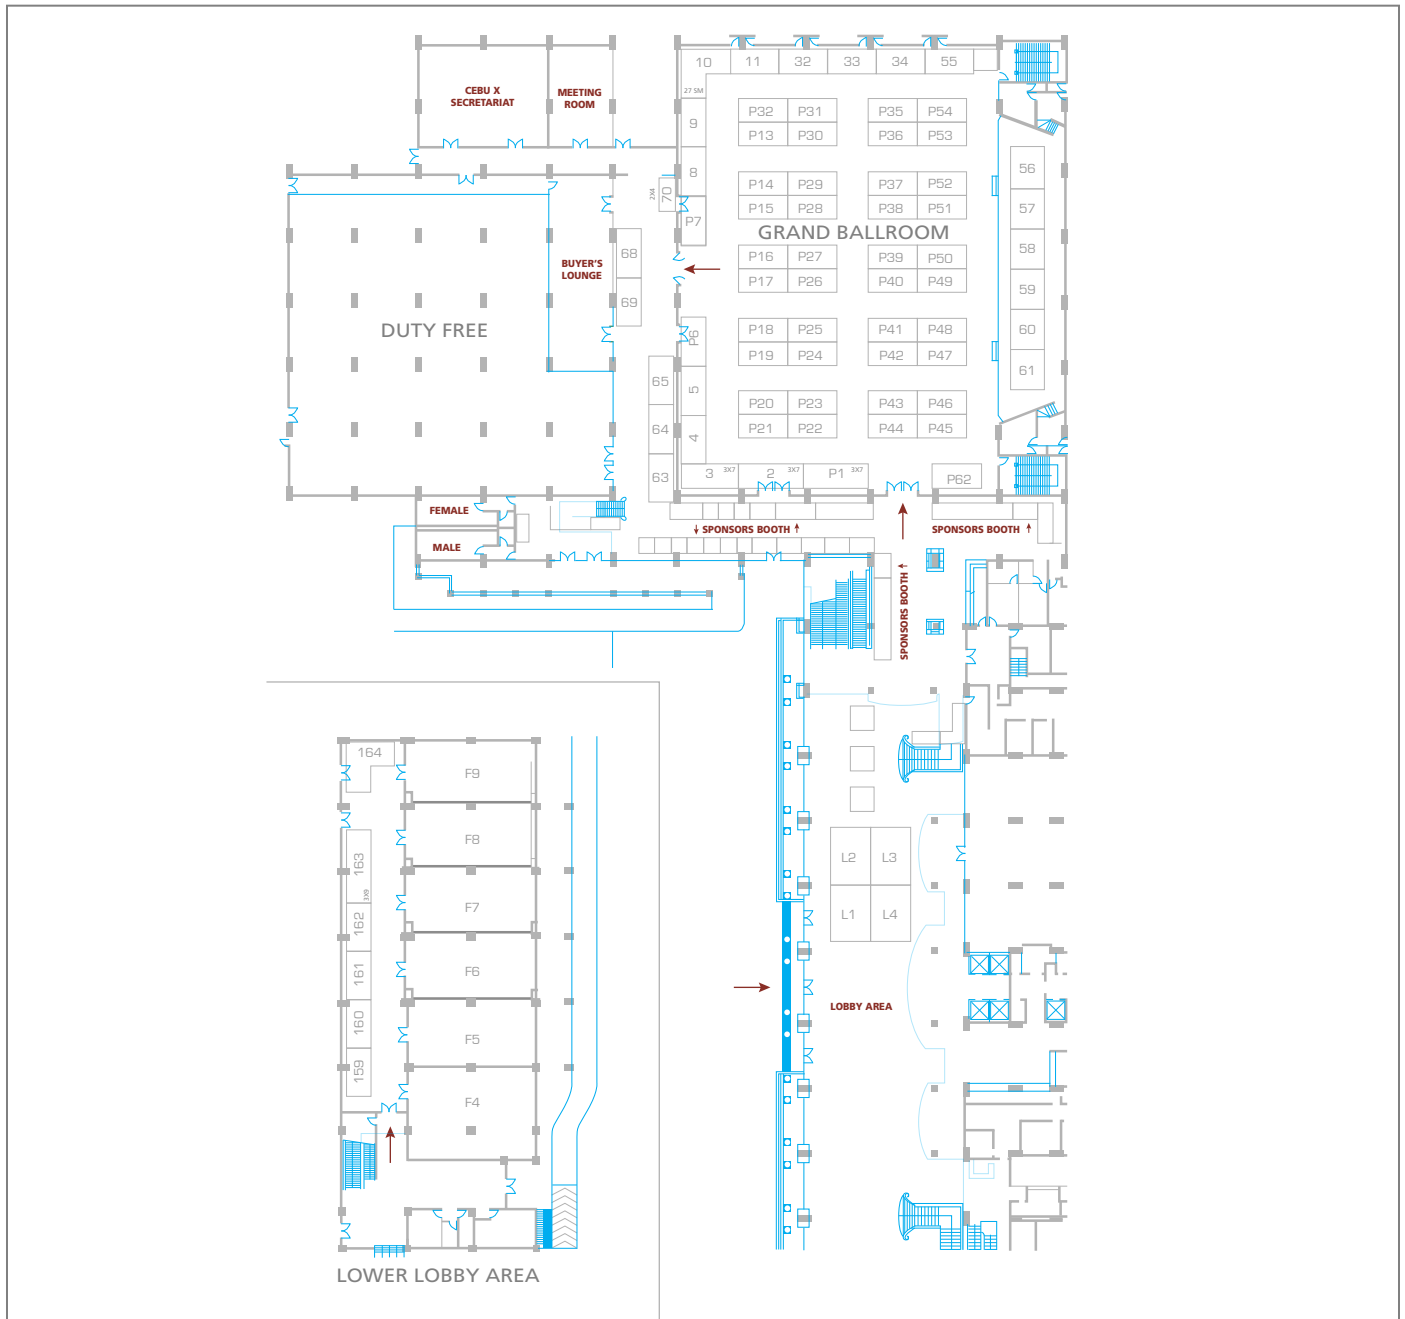 10 11 32 33 34 55
CEBU X
SECRETARIAT
MEETING
ROOM
27 SM
9
P32 P31 P35 P54
P13 P30 P36 P53
8
56
P14 P29 P37 P52
2X4
70
P15 P28 P38 P51
57
P7
GRAND BALLROOM
68
58
BUYER'S
LOUNGE
P16 P27 P39 P50
P17 P26 P40 P49
59
69
DUTY FREE
P6
P18 P25 P41 P48
60
P19 P24 P42 P47
61
65
5
P20 P23 P43 P46
64
4
P21 P22 P44 P45
63
3 3X7 2 3X7 P1 3X7
P62
FEMALE
SPONSORS BOOTH
SPONSORS BOOTH
MALE
SPONSORS BOOTH
164
F9
F8
163
3X9
L2 L3
F7
162
L1 L4
161
F6
LOBBY AREA
160
F5
159
F4
LOWER LOBBY AREA